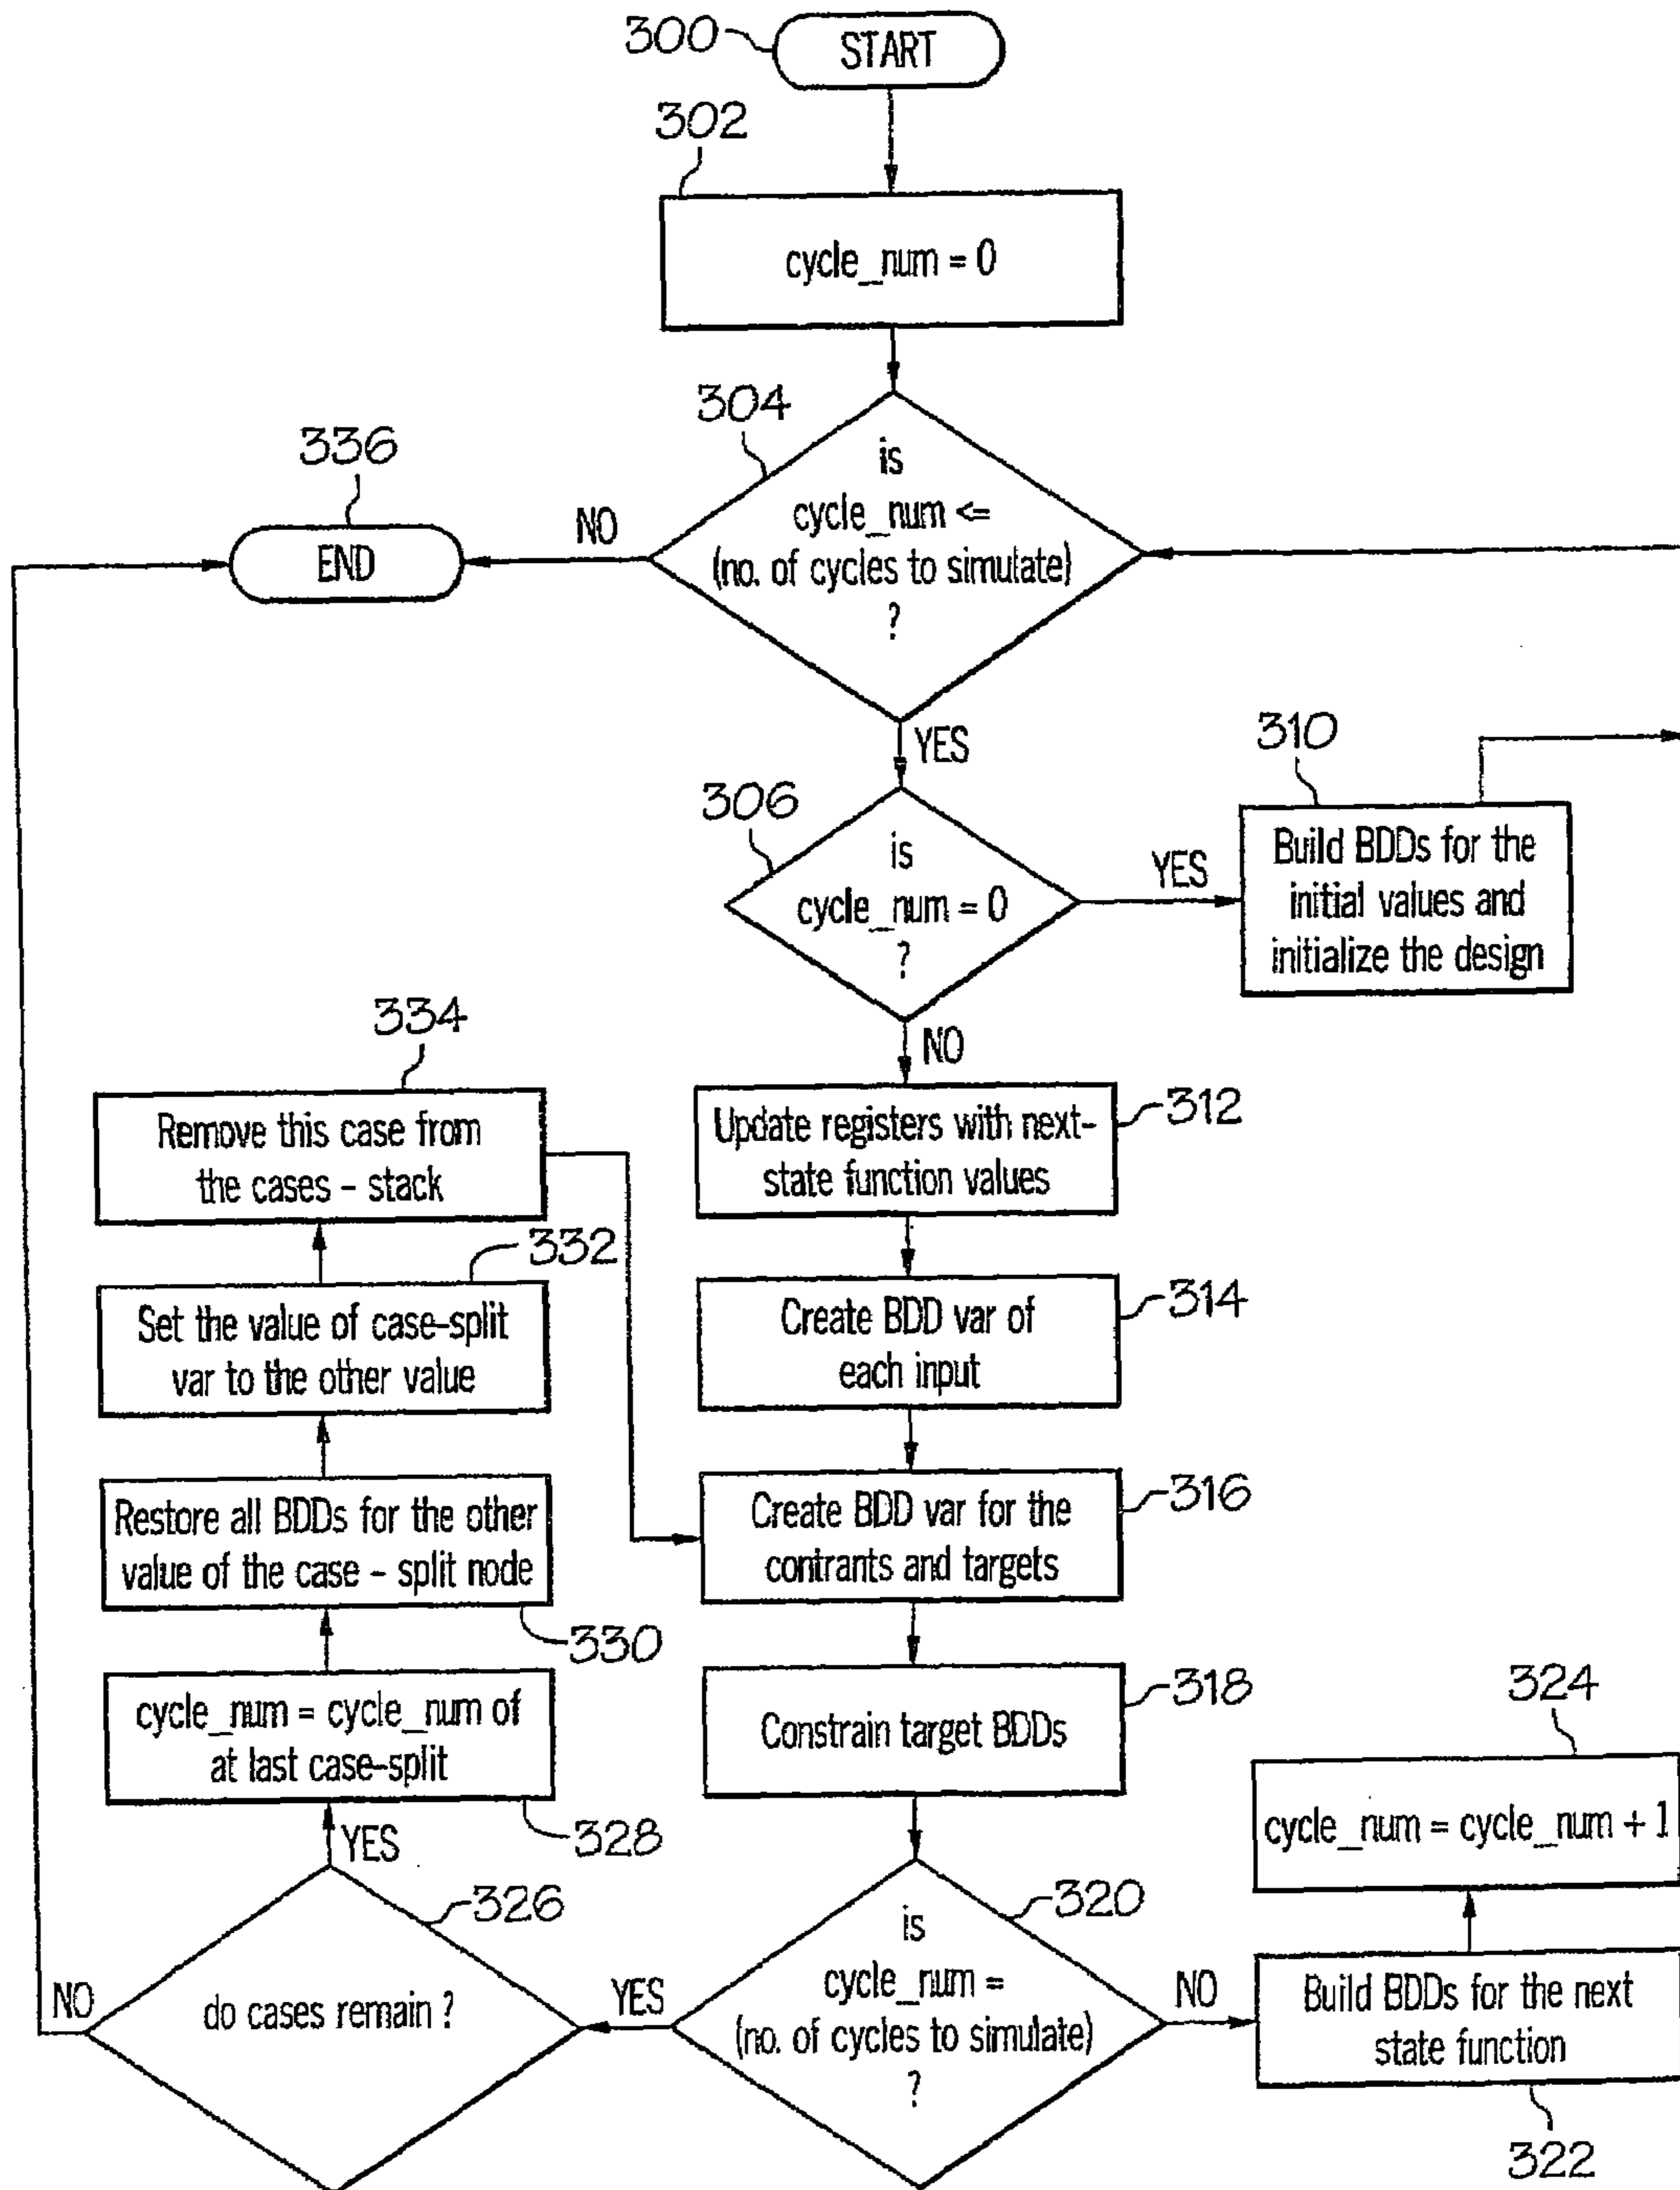 300
START
302
cycle_num = 0
304
is
cycle_num <=
(no. of cycles to simulate)
?
336
END
NO
YES
306
is
cycle_num = 0
?
YES
310
Build BDDs for the
initial values and
initialize the design
NO
334
Remove this case from
the cases - stack
Update registers with next-
state function values
312
332
Set the value of case-split
var to the other value
Create BDD var of
each input
314
Restore all BDDs for the other
value of the case - split node
330
Create BDD var for the
contrants and targets
316
cycle_num = cycle_num of
at last case-split
328
Constrain target BDDs
318
324
cycle_num = cycle_num + 1
YES
326
do cases remain ?
NO
YES
320
is
cycle_num =
(no. of cycles to simulate)
?
NO
Build BDDs for the next
state function
322